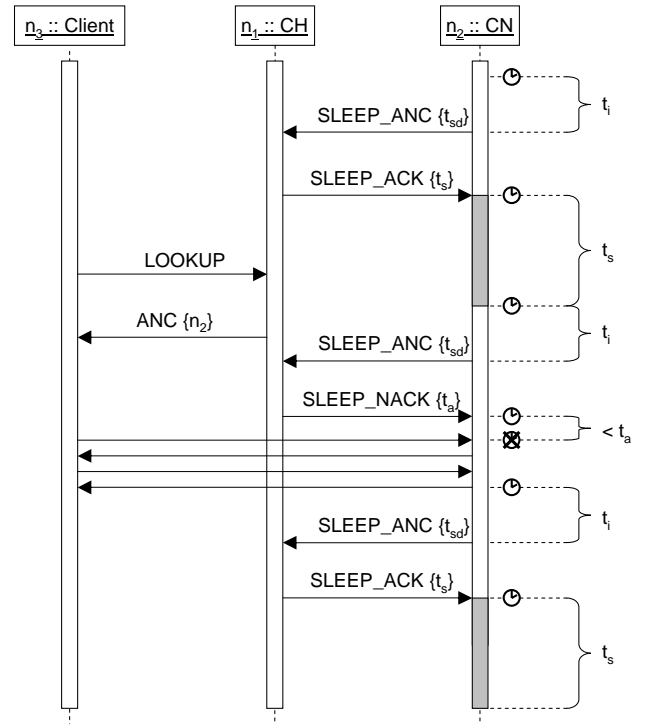 n3 :: Client n1 :: CH n2 :: CN
ti
SLEEP_ANC {tsd}
SLEEP_ACK {ts}
ts
LOOKUP
ANC {n2}
ti
SLEEP_ANC {tsd}
SLEEP_NACK {ta}
< ta
ti
SLEEP_ANC {tsd}
SLEEP_ACK {ts}
ts